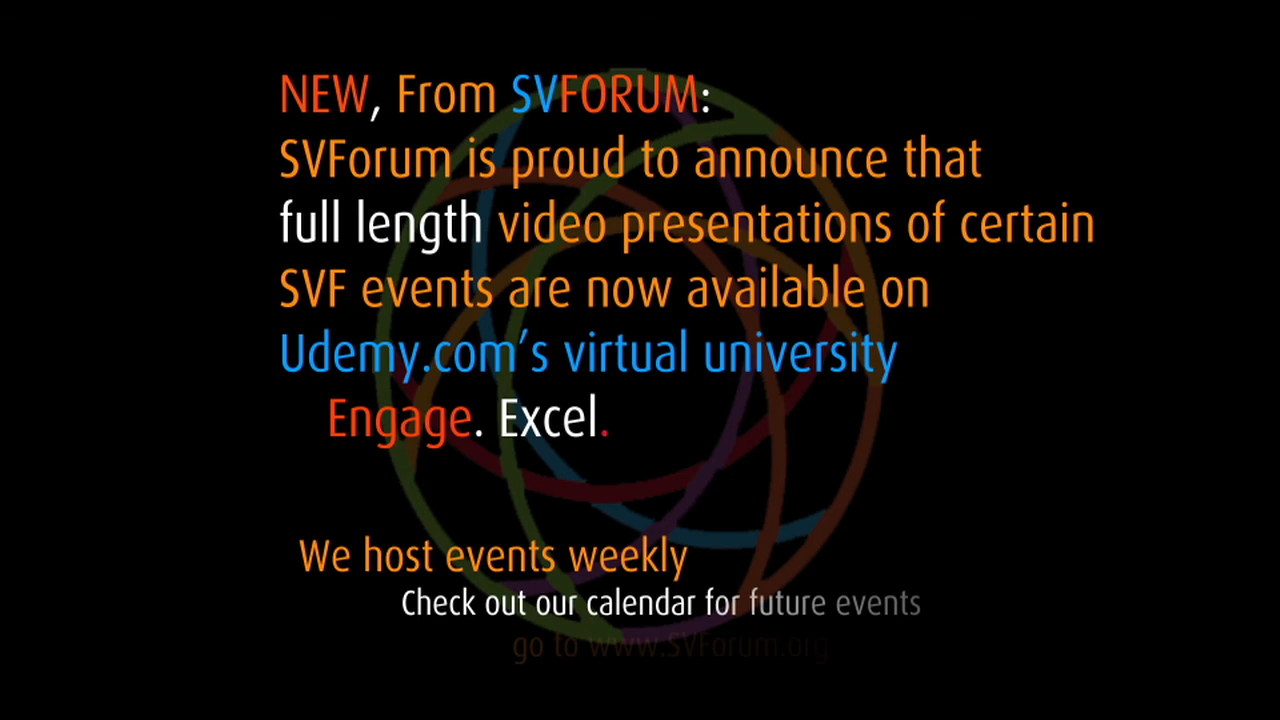 NEW, From SVFORUM:
SVForum is proud to announce that
full length video presentations of certain
SVF events are now available on
Udemy.com’s virtual university
Engage. Excel.
We host events weekly
Check out our calendar for future events
go to www.SVForum.org